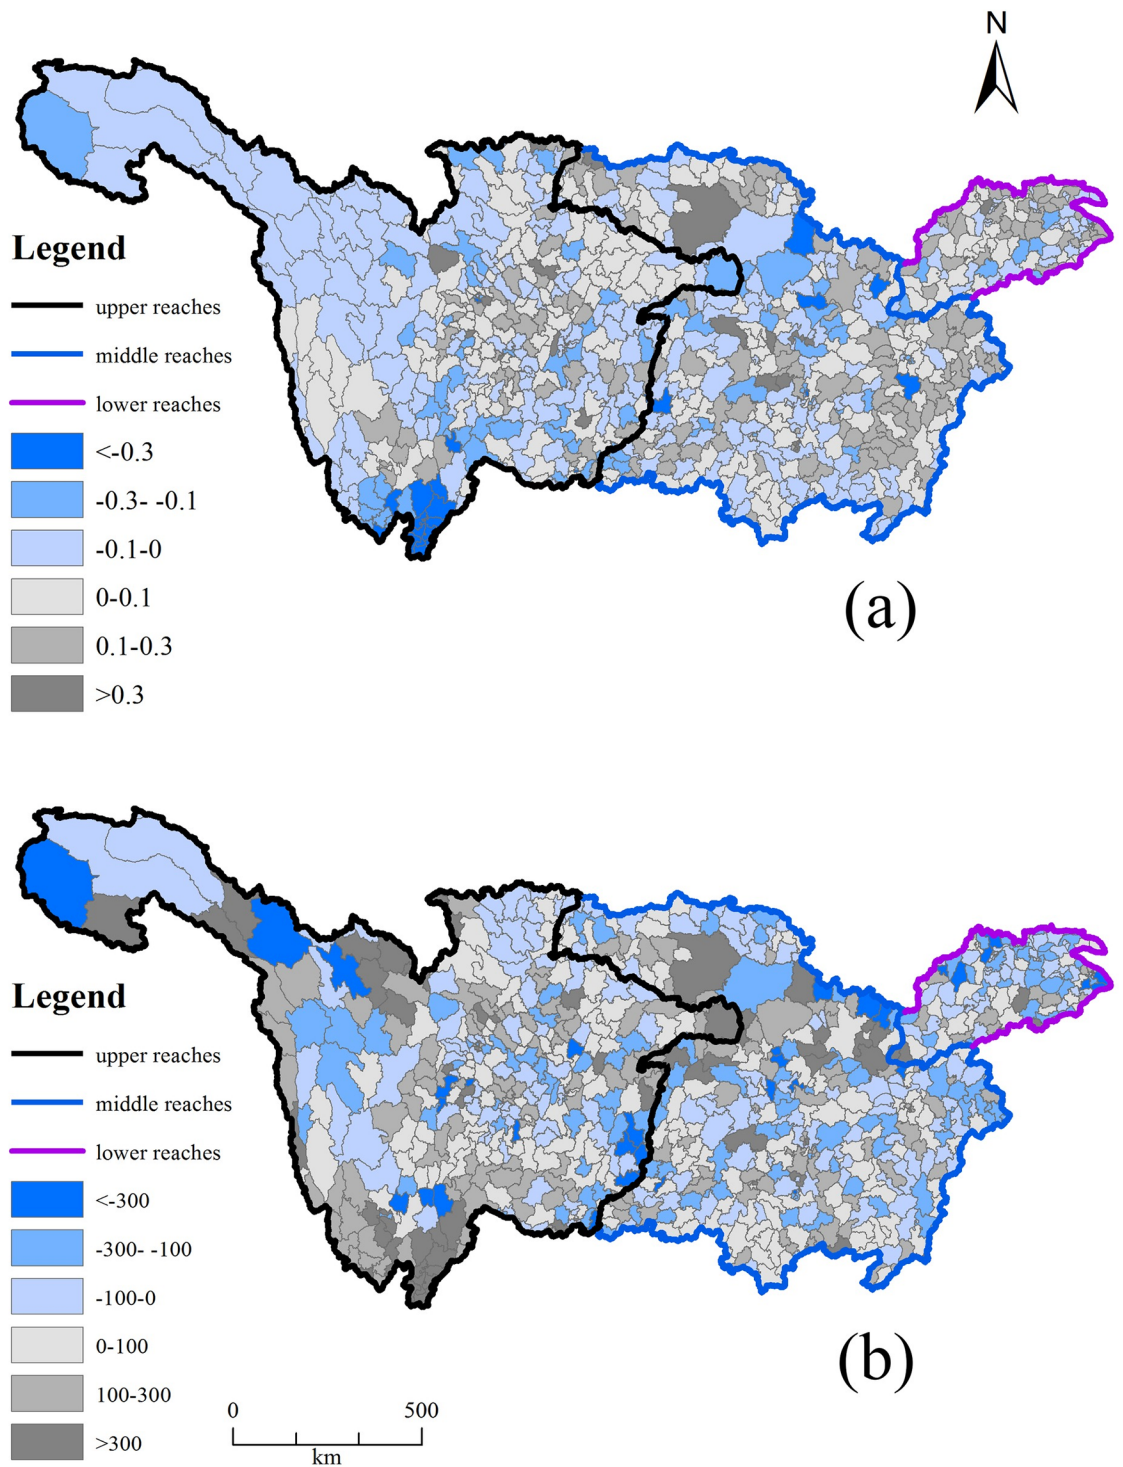 N
Legend
upper reaches
middle reaches
lower reaches
<-0.3
-0.3- -0.1
-0.1-0
0-0.1
0.1-0.3
>0.3
(a)
Legend
upper reaches
middle reaches
lower reaches
<-300
-300- -100
-100-0
0-100
100-300
>300
(b)
0 500
km